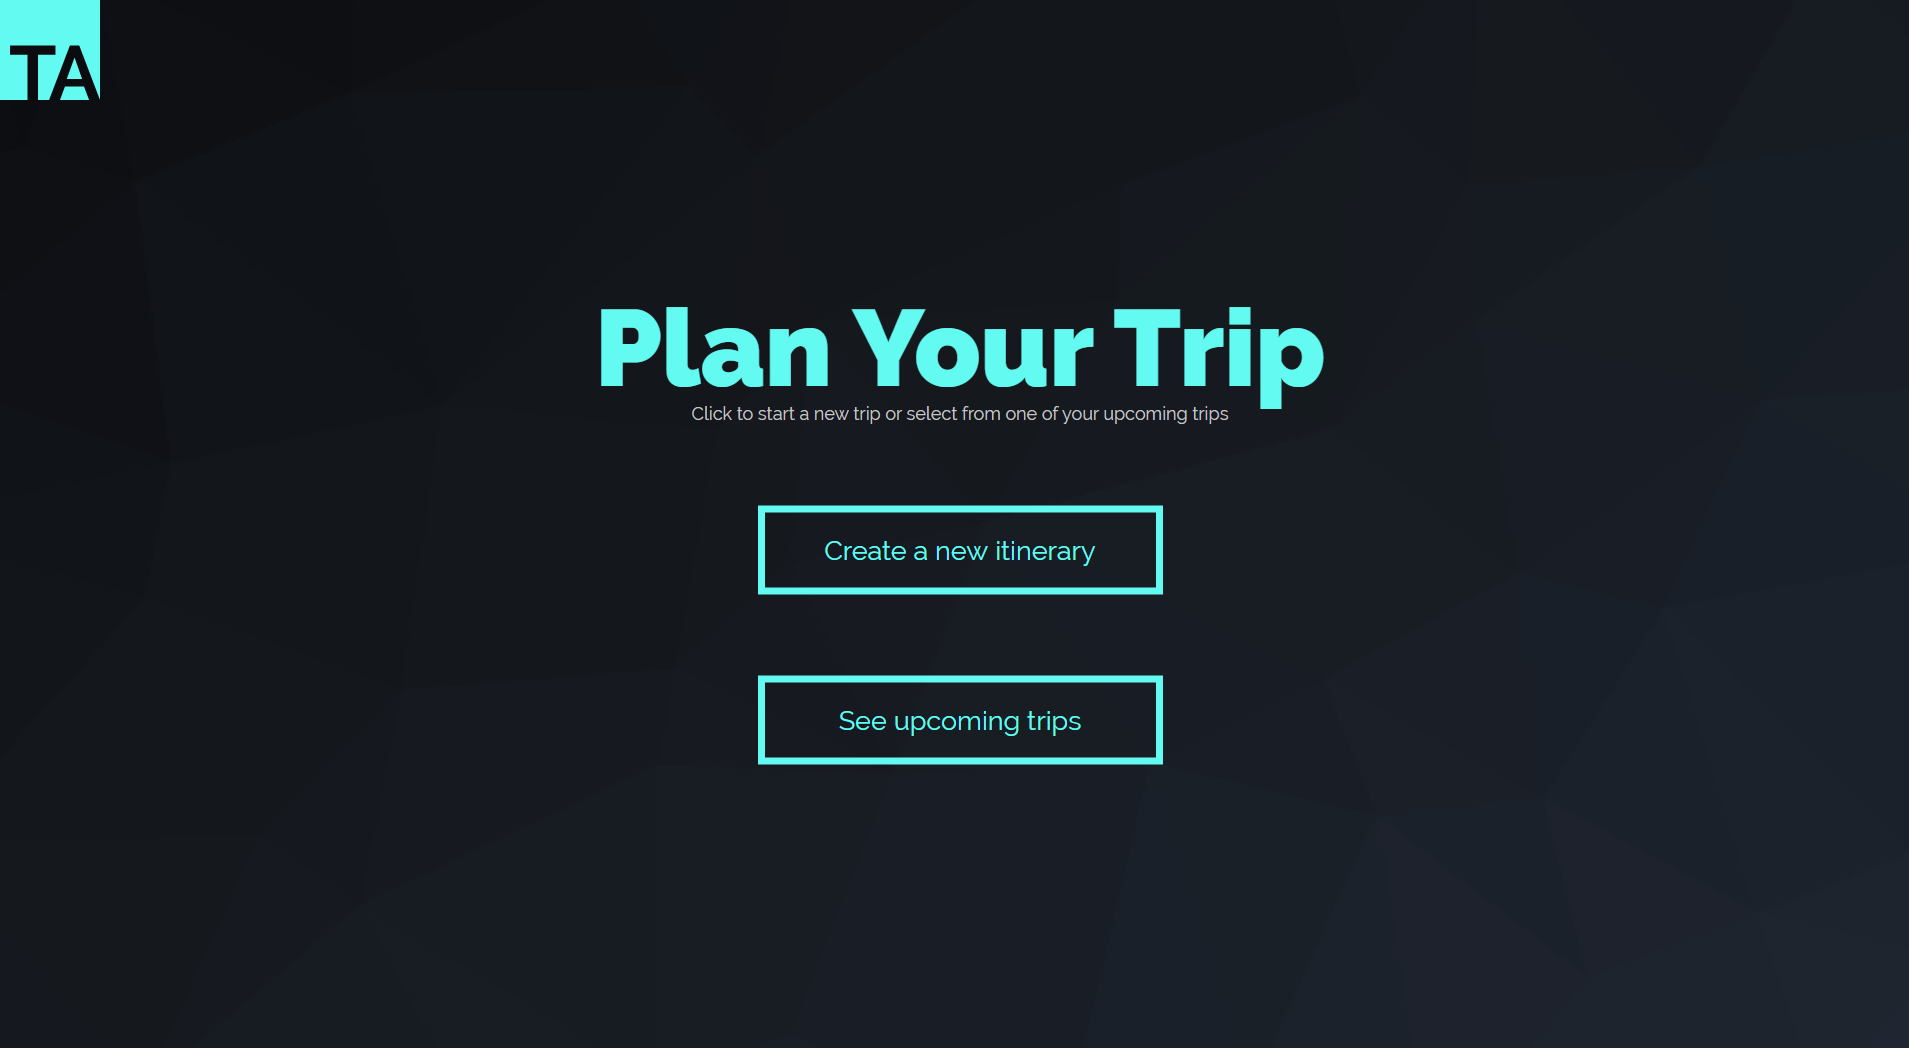 TA
Plan Your Trip
Click to start a new trip or select from one of your upcoming trips
Create a new itinerary
See upcoming trips